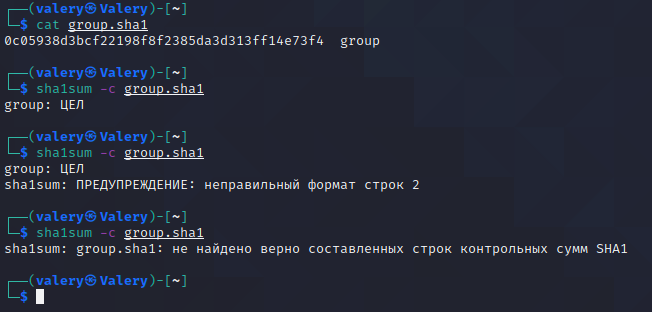 ┌──(valery㉿Valery)-[~]
└─$ cat group.sha1
0c05938d3bcf22198f8f2385da3d313ff14e73f4  group
┌──(valery㉿Valery)-[~]
└─$ sha1sum -c group.sha1
group: ЦЕЛ
┌──(valery㉿Valery)-[~]
└─$ sha1sum -c group.sha1
group: ЦЕЛ
sha1sum: ПРЕДУПРЕЖДЕНИЕ: неправильный формат строк 2
┌──(valery㉿Valery)-[~]
└─$ sha1sum -c group.sha1
sha1sum: group.sha1: не найдено верно составленных строк контрольных сумм SHA1
┌──(valery㉿Valery)-[~]
└─$